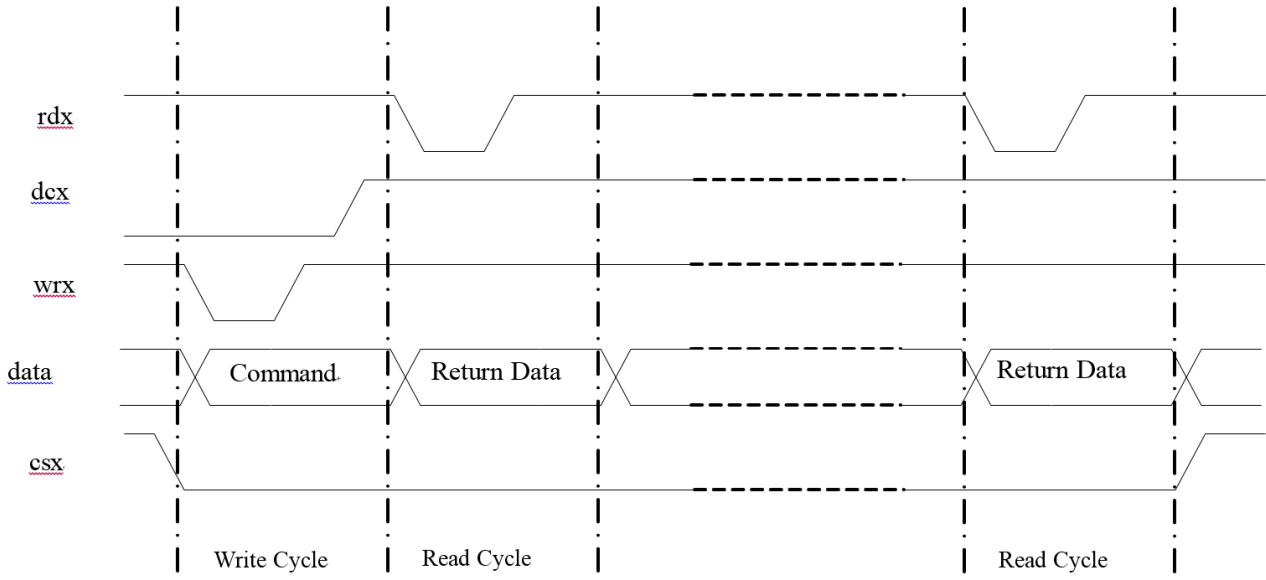 rdx
dcx
wrx
data
Command
Return Data
Return Data
csx
Write Cycle
Read Cycle
Read Cycle